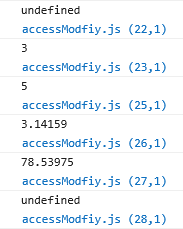 undefined
accessModfiy.js (22,1)
3
accessModfiy.js (23,1)
5
accessModfiy.js (25,1)
3.14159
accessModfiy.js (26,1)
78.53975
accessModfiy.js (27,1)
undefined
accessModfiy.js (28,1)